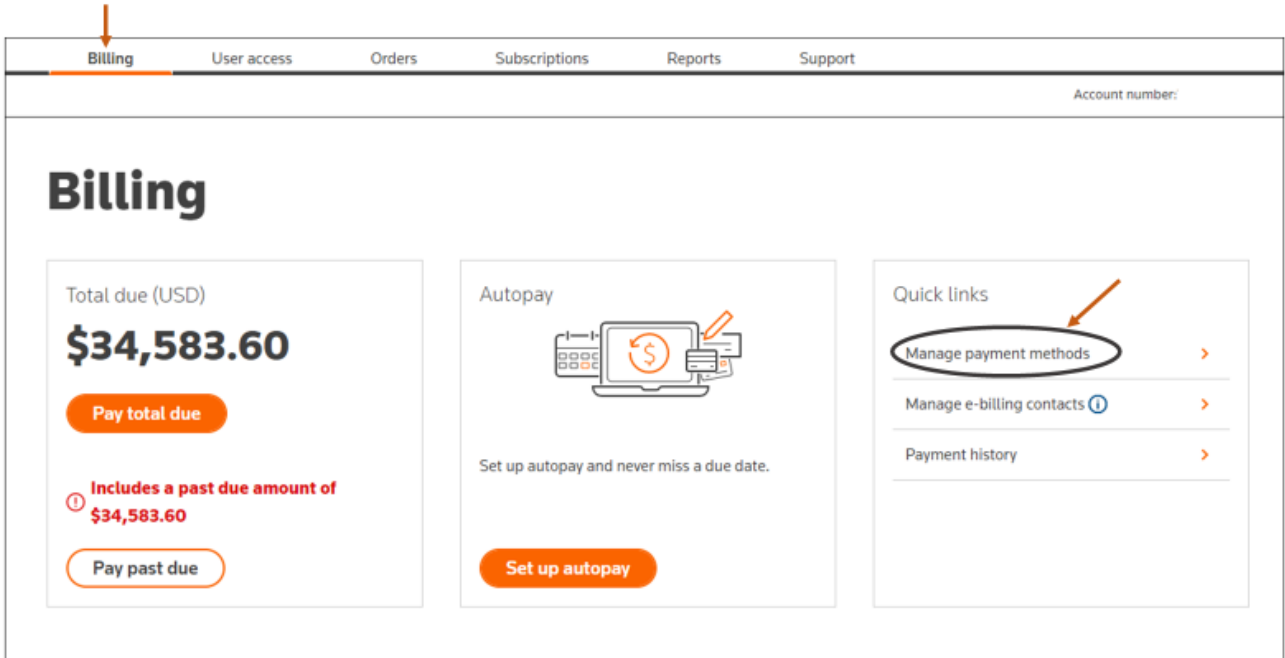 Billing User access Orders Subscriptions Reports Support
Account number:
Billing
Total due (USD)
$34,583.60
Pay total due
Includes a past due amount of
$34,583.60
Pay past due
Autopay
Set up autopay and never miss a due date.
Set up autopay
Quick links
Manage payment methods
Manage e-billing contacts
Payment history